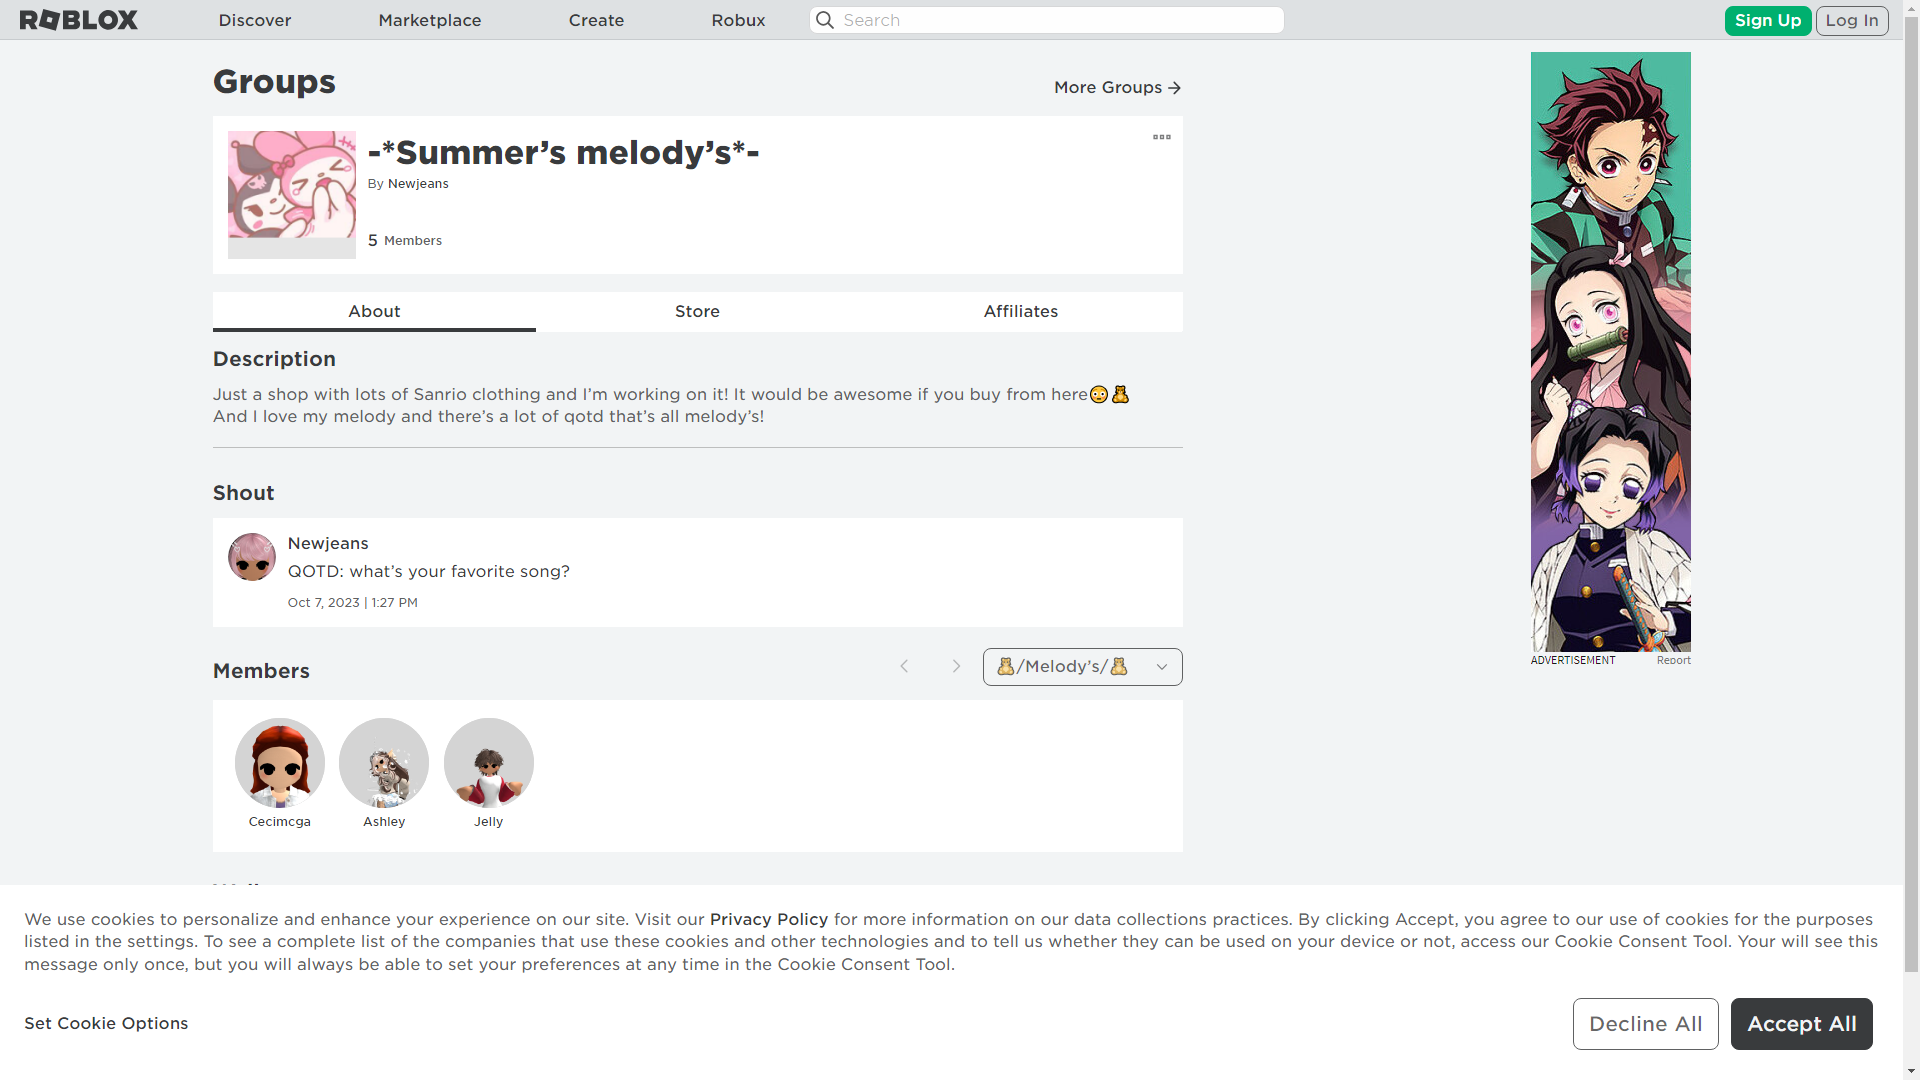 ROBLOX
Discover
Marketplace
Create
Robux
Search
Sign Up
Log In
Groups
More Groups
-*Summer’s melody’s*-
By Newjeans
5 Members
About
Store
Affiliates
Description
Just a shop with lots of Sanrio clothing and I’m working on it! It would be awesome if you buy from here😳🧸
And I love my melody and there’s a lot of qotd that’s all melody’s!
Shout
Newjeans
QOTD: what’s your favorite song?
Oct 7, 2023 | 1:27 PM
Members
🧸/Melody’s/🧸
Cecimcga
Ashley
Jelly
ADVERTISEMENT
Report
We use cookies to personalize and enhance your experience on our site. Visit our Privacy Policy for more information on our data collections practices. By clicking Accept, you agree to our use of cookies for the purposes
listed in the settings. To see a complete list of the companies that use these cookies and other technologies and to tell us whether they can be used on your device or not, access our Cookie Consent Tool. Your will see this
message only once, but you will always be able to set your preferences at any time in the Cookie Consent Tool.
Set Cookie Options
Decline All
Accept All